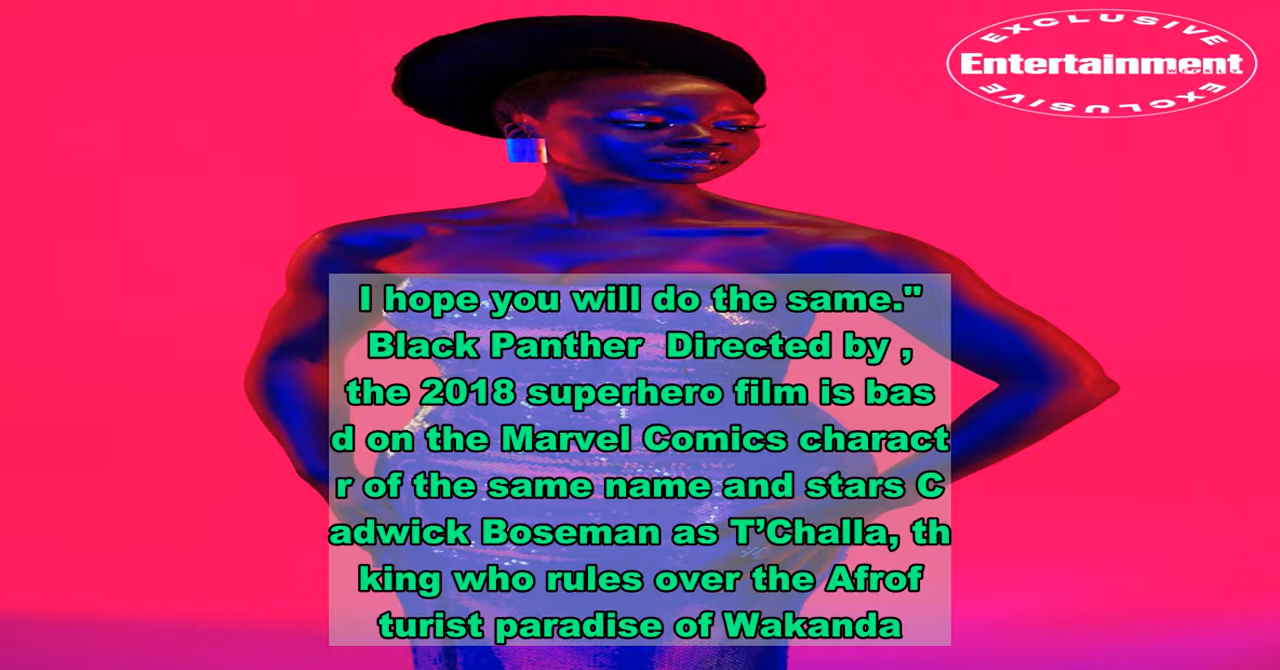 EXCLUSIVE
Entertainment
WEEKLY
EXCLUSIVE
I hope you will do the same."
Black Panther  Directed by ,
the 2018 superhero film is bas
d on the Marvel Comics charact
r of the same name and stars C
adwick Boseman as T’Challa, th
king who rules over the Afrof
turist paradise of Wakanda